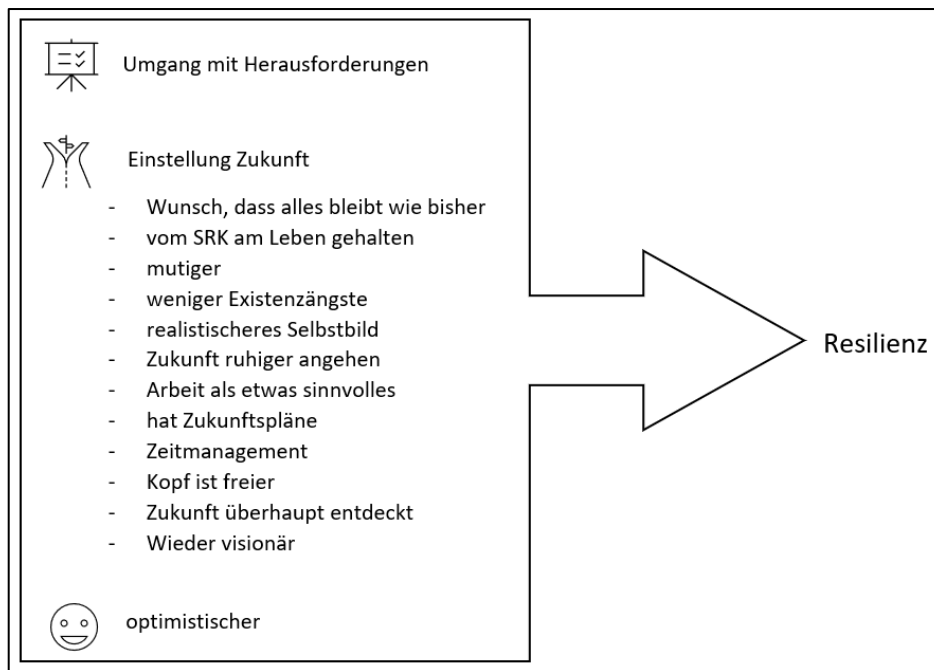 Umgang mit Herausforderungen
Einstellung Zukunft
- Wunsch, dass alles bleibt wie bisher
- vom SRK am Leben gehalten
- mutiger
- weniger Existenzängste
- realistischeres Selbstbild
- Zukunft ruhiger angehen
- Arbeit als etwas sinnvolles
- hat Zukunftspläne
- Zeitmanagement
- Kopf ist freier
- Zukunft überhaupt entdeckt
- Wieder visionär
optimistischer
Resilienz